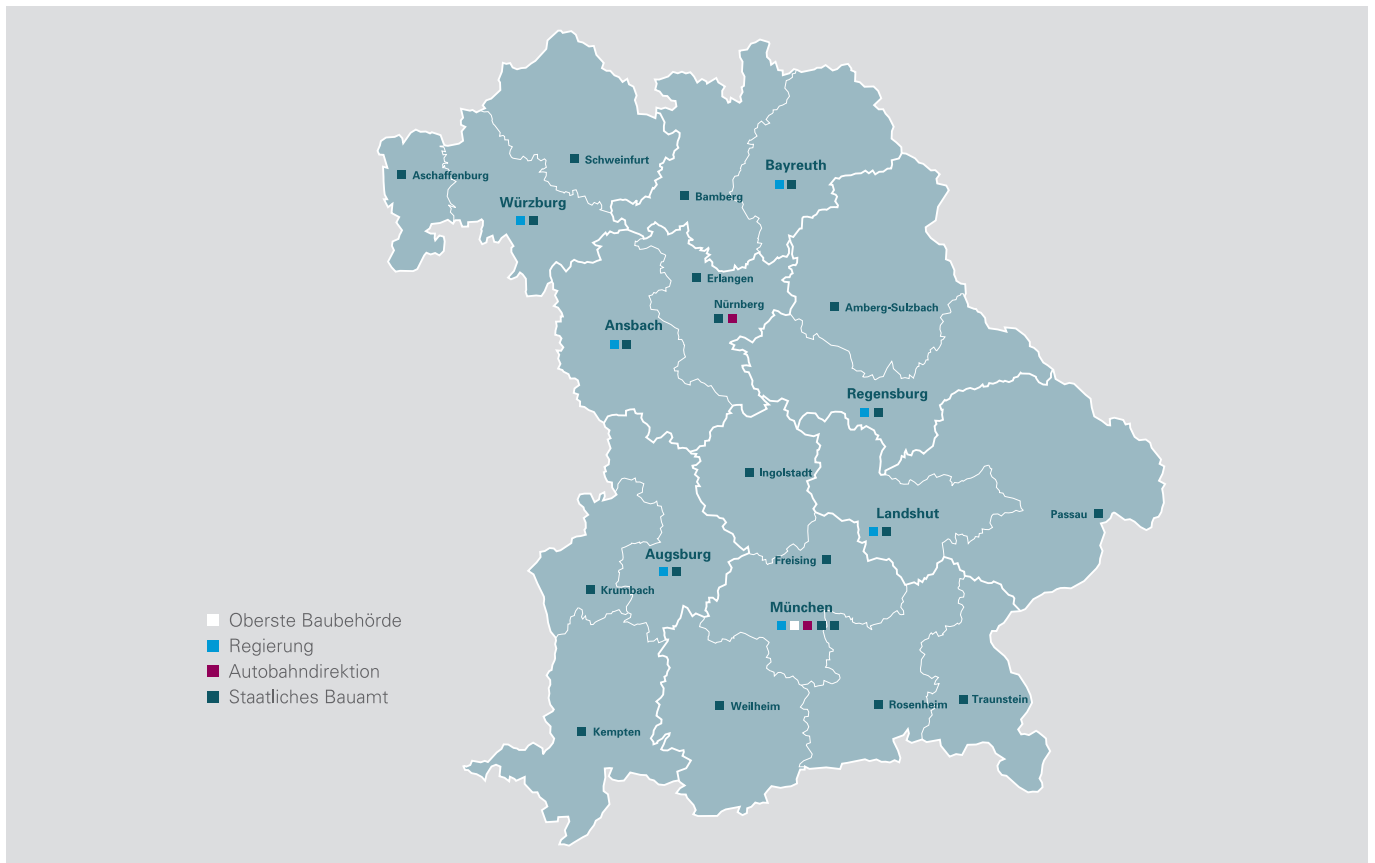 Schweinfurt
Bayreuth
Aschaffenburg
Bamberg
Würzburg
Erlangen
Nürnberg
Amberg-Sulzbach
Ansbach
Regensburg
Ingolstadt
Landshut
Passau
Augsburg
Freising
Krumbach
München
Weilheim
Rosenheim
Traunstein
Kempten
Oberste Baubehörde
Regierung
Autobahndirektion
Staatliches Bauamt